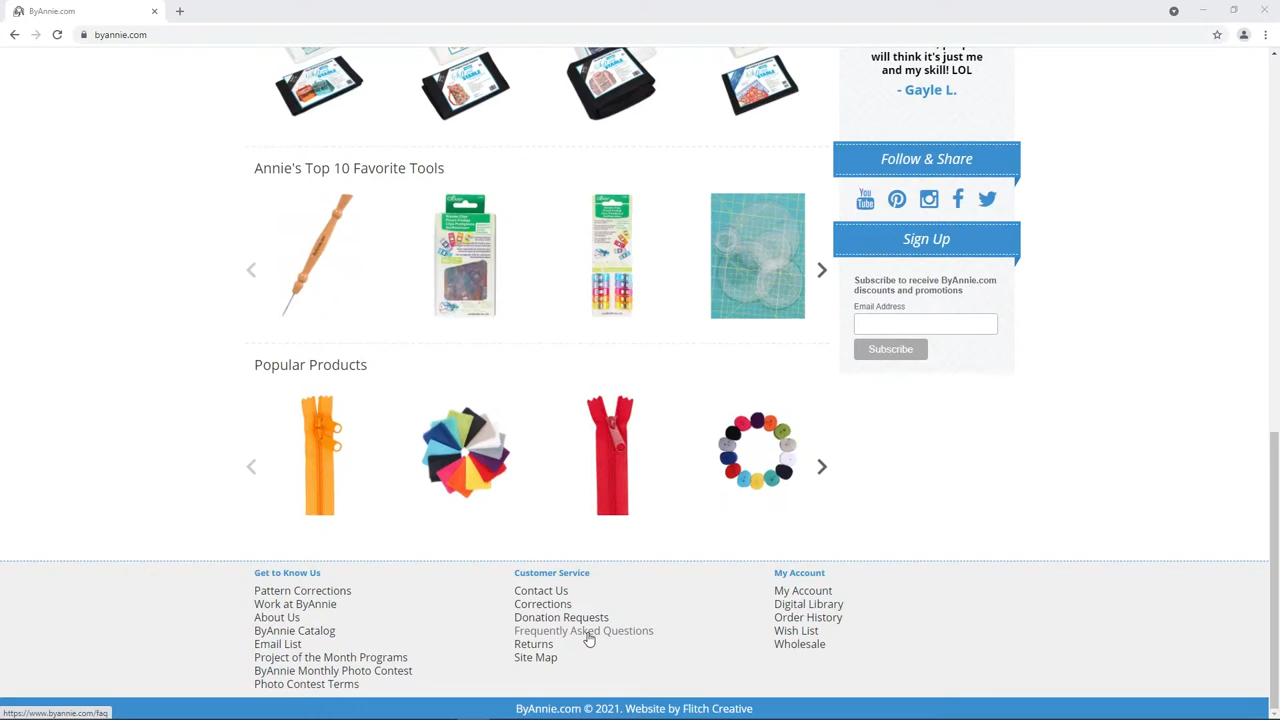 ByAnnie
byannie.com
will think it's just me
and my skill! LOL
- Gayle L.
Follow & Share
You
Tube
Sign Up
Subscribe to receive ByAnnie.com
discounts and promotions
Email Address
Subscribe
Annie's Top 10 Favorite Tools
Popular Products
Get to Know Us
Pattern Corrections
Work at ByAnnie
About Us
ByAnnie Catalog
Email List
Project of the Month Programs
ByAnnie Monthly Photo Contest
Photo Contest Terms
Customer Service
Contact Us
Corrections
Donation Requests
Frequently Asked Questions
Returns
Site Map
My Account
My Account
Digital Library
Order History
Wish List
Wholesale
https://www.byannie.com/faq
ByAnnie.com © 2021. Website by Flitch Creative